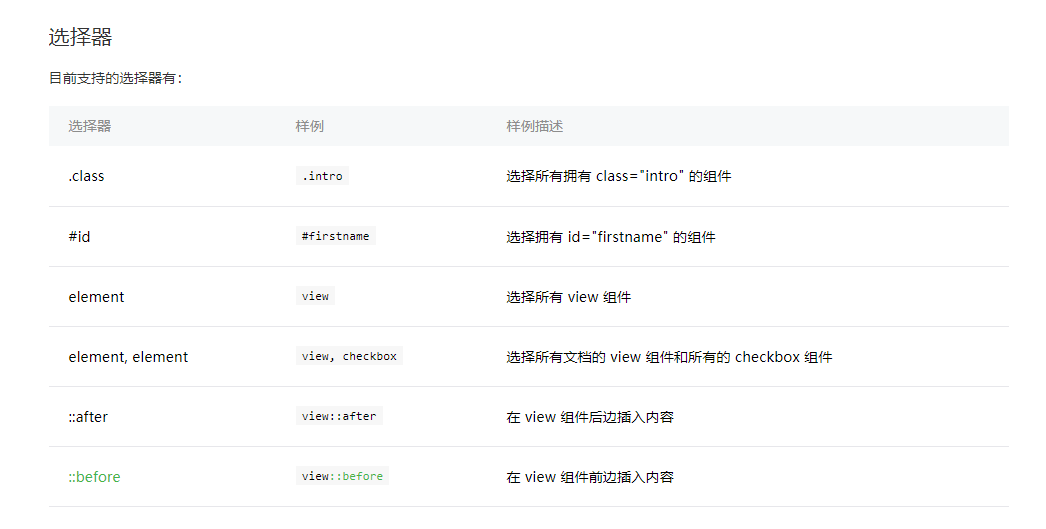 选择器
目前支持的选择器有：
选择器 样例 样例描述
.class .intro 选择所有拥有 class="intro" 的组件
#id #firstname 选择拥有 id="firstname" 的组件
element view 选择所有 view 组件
element, element view, checkbox 选择所有文档的 view 组件和所有的 checkbox 组件
::after view::after 在 view 组件后边插入内容
::before view::before 在 view 组件前边插入内容